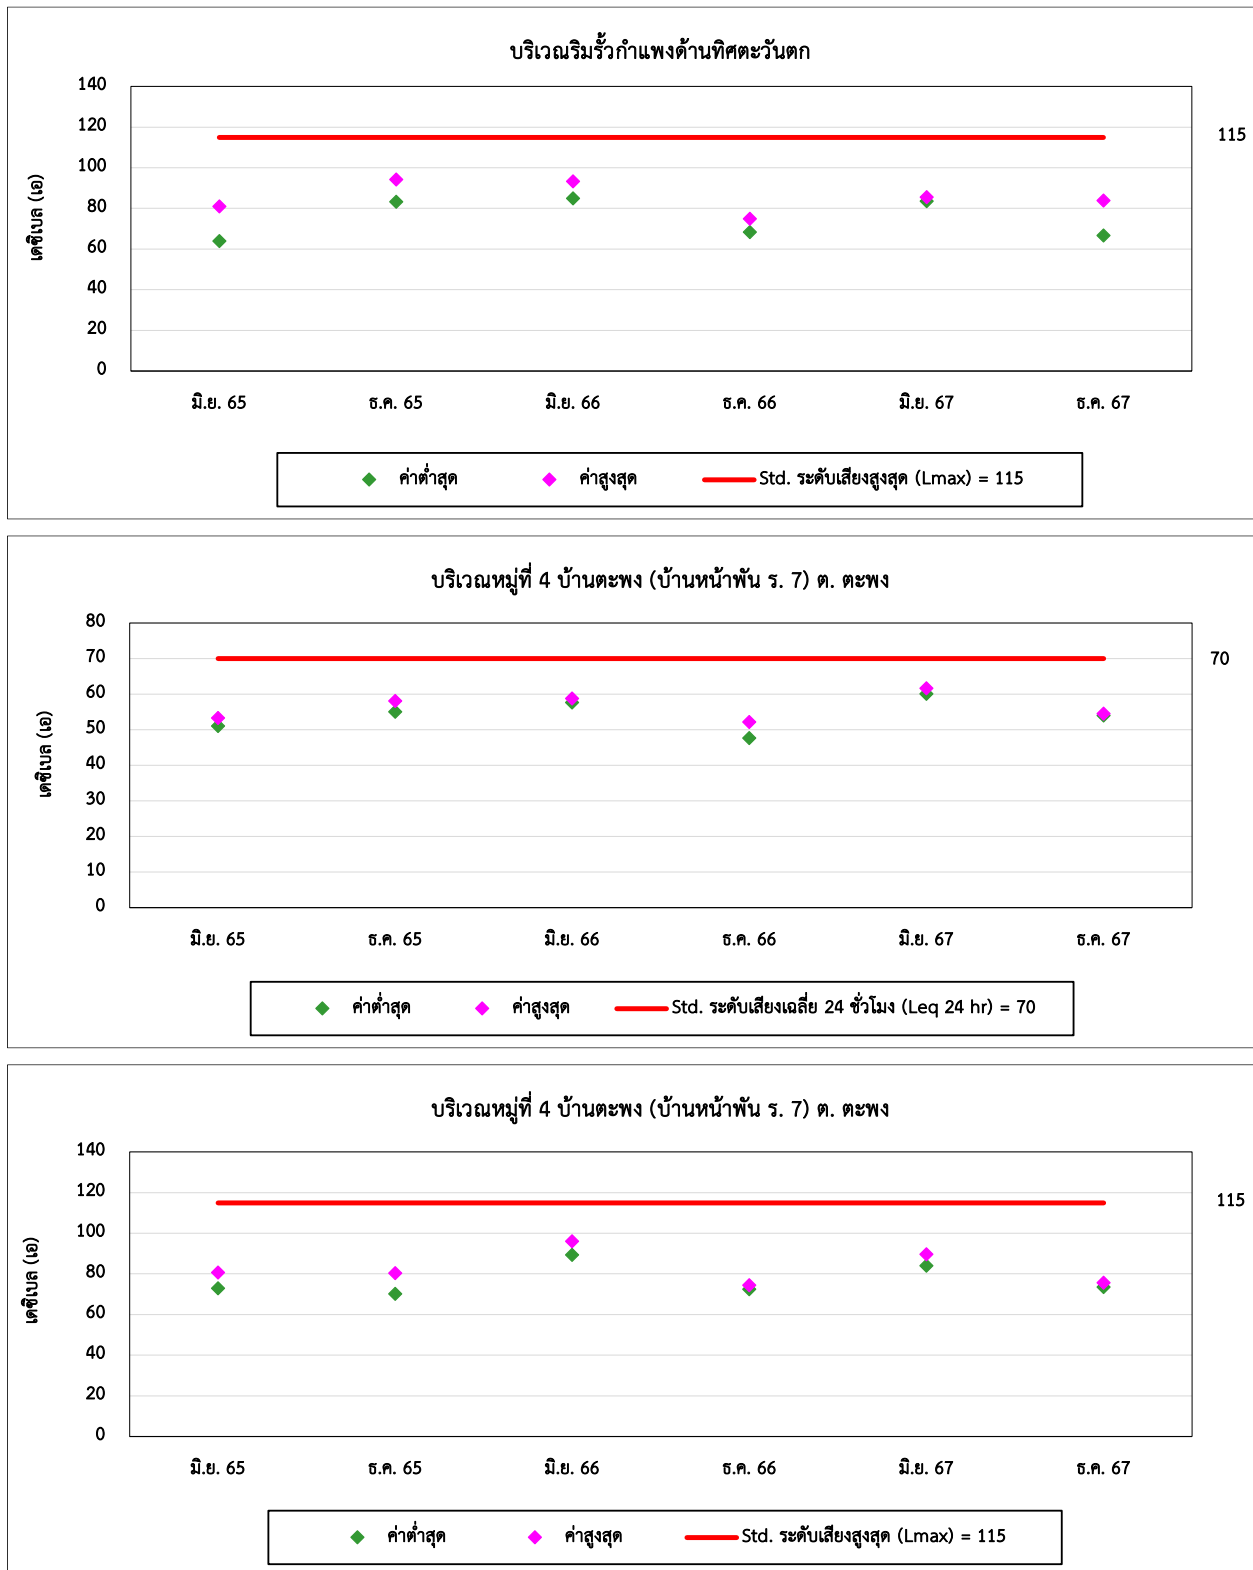 บริเวณริมรั้วกำแพงด้านทิศตะวันตก
140
120
100
80
60
40
20
0
เดซิเบล (เอ)
115
มิ.ย. 65 ธ.ค. 65 มิ.ย. 66 ธ.ค. 66 มิ.ย. 67 ธ.ค. 67
ค่าต่ำสุด ค่าสูงสุด Std. ระดับเสียงสูงสุด (Lmax) = 115
บริเวณหมู่ที่ 4 บ้านตะพง (บ้านหน้าพัน ร. 7) ต. ตะพง
80
70
60
50
40
30
20
10
0
เดซิเบล (เอ)
70
มิ.ย. 65 ธ.ค. 65 มิ.ย. 66 ธ.ค. 66 มิ.ย. 67 ธ.ค. 67
ค่าต่ำสุด ค่าสูงสุด Std. ระดับเสียงเฉลี่ย 24 ชั่วโมง (Leq 24 hr) = 70
บริเวณหมู่ที่ 4 บ้านตะพง (บ้านหน้าพัน ร. 7) ต. ตะพง
140
120
100
80
60
40
20
0
เดซิเบล (เอ)
115
มิ.ย. 65 ธ.ค. 65 มิ.ย. 66 ธ.ค. 66 มิ.ย. 67 ธ.ค. 67
ค่าต่ำสุด ค่าสูงสุด Std. ระดับเสียงสูงสุด (Lmax) = 115